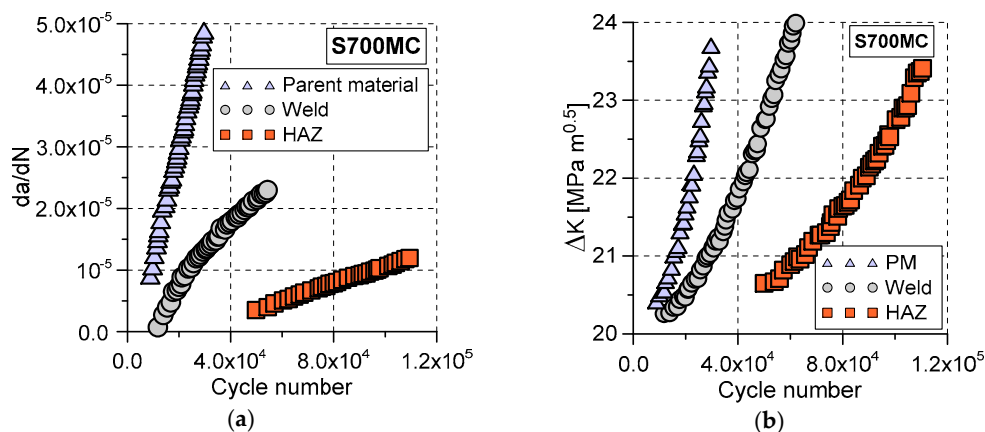 5.0x10⁻⁵
4.0x10⁻⁵
3.0x10⁻⁵
2.0x10⁻⁵
10⁻⁵
0.0
da/dN
S700MC
Parent material
Weld
HAZ
0.0 4.0x10⁴ 8.0x10⁴ 1.2x10⁵
Cycle number
(a)
24
23
22
21
20
ΔK [MPa m⁰·⁵]
S700MC
PM
Weld
HAZ
0.0 4.0x10⁴ 8.0x10⁴ 1.2x10⁵
Cycle number
(b)